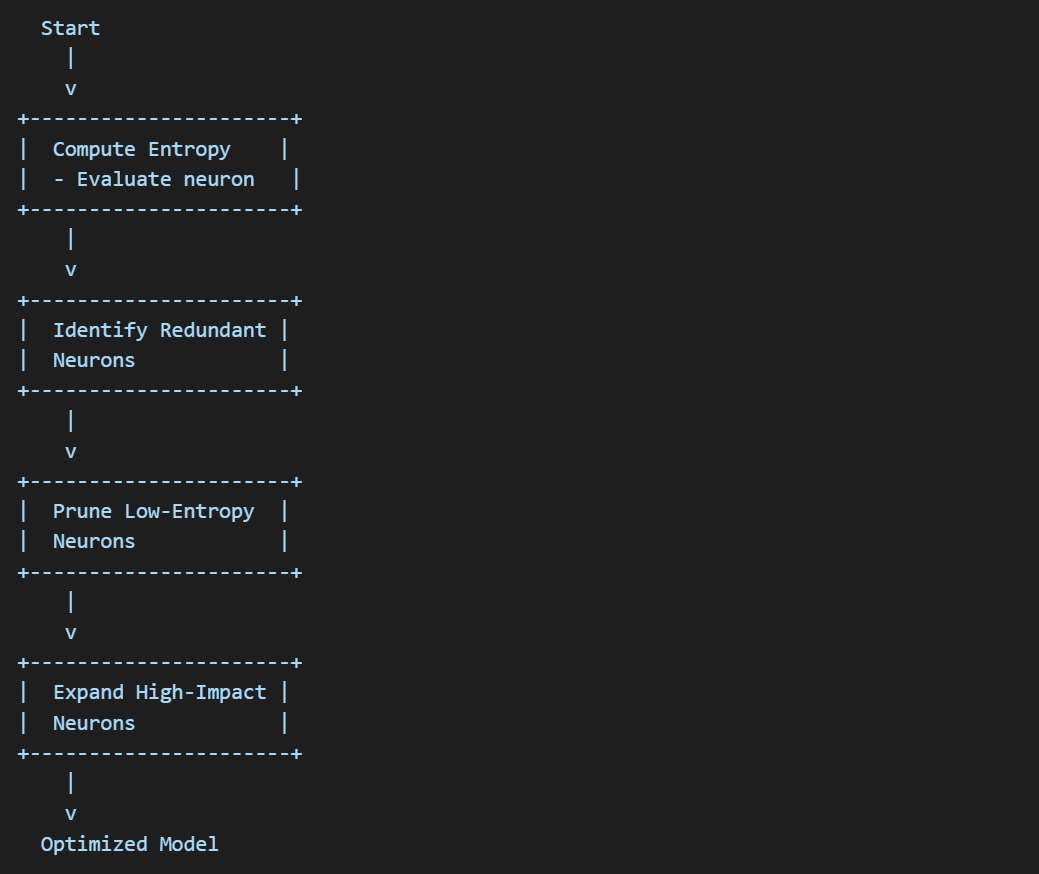 Start
|
v
+----------------------+
|  Compute Entropy    |
|  - Evaluate neuron   |
+----------------------+
|
v
+----------------------+
|  Identify Redundant |
|  Neurons            |
+----------------------+
|
v
+----------------------+
|  Prune Low-Entropy  |
|  Neurons            |
+----------------------+
|
v
+----------------------+
|  Expand High-Impact |
|  Neurons            |
+----------------------+
|
v
Optimized Model